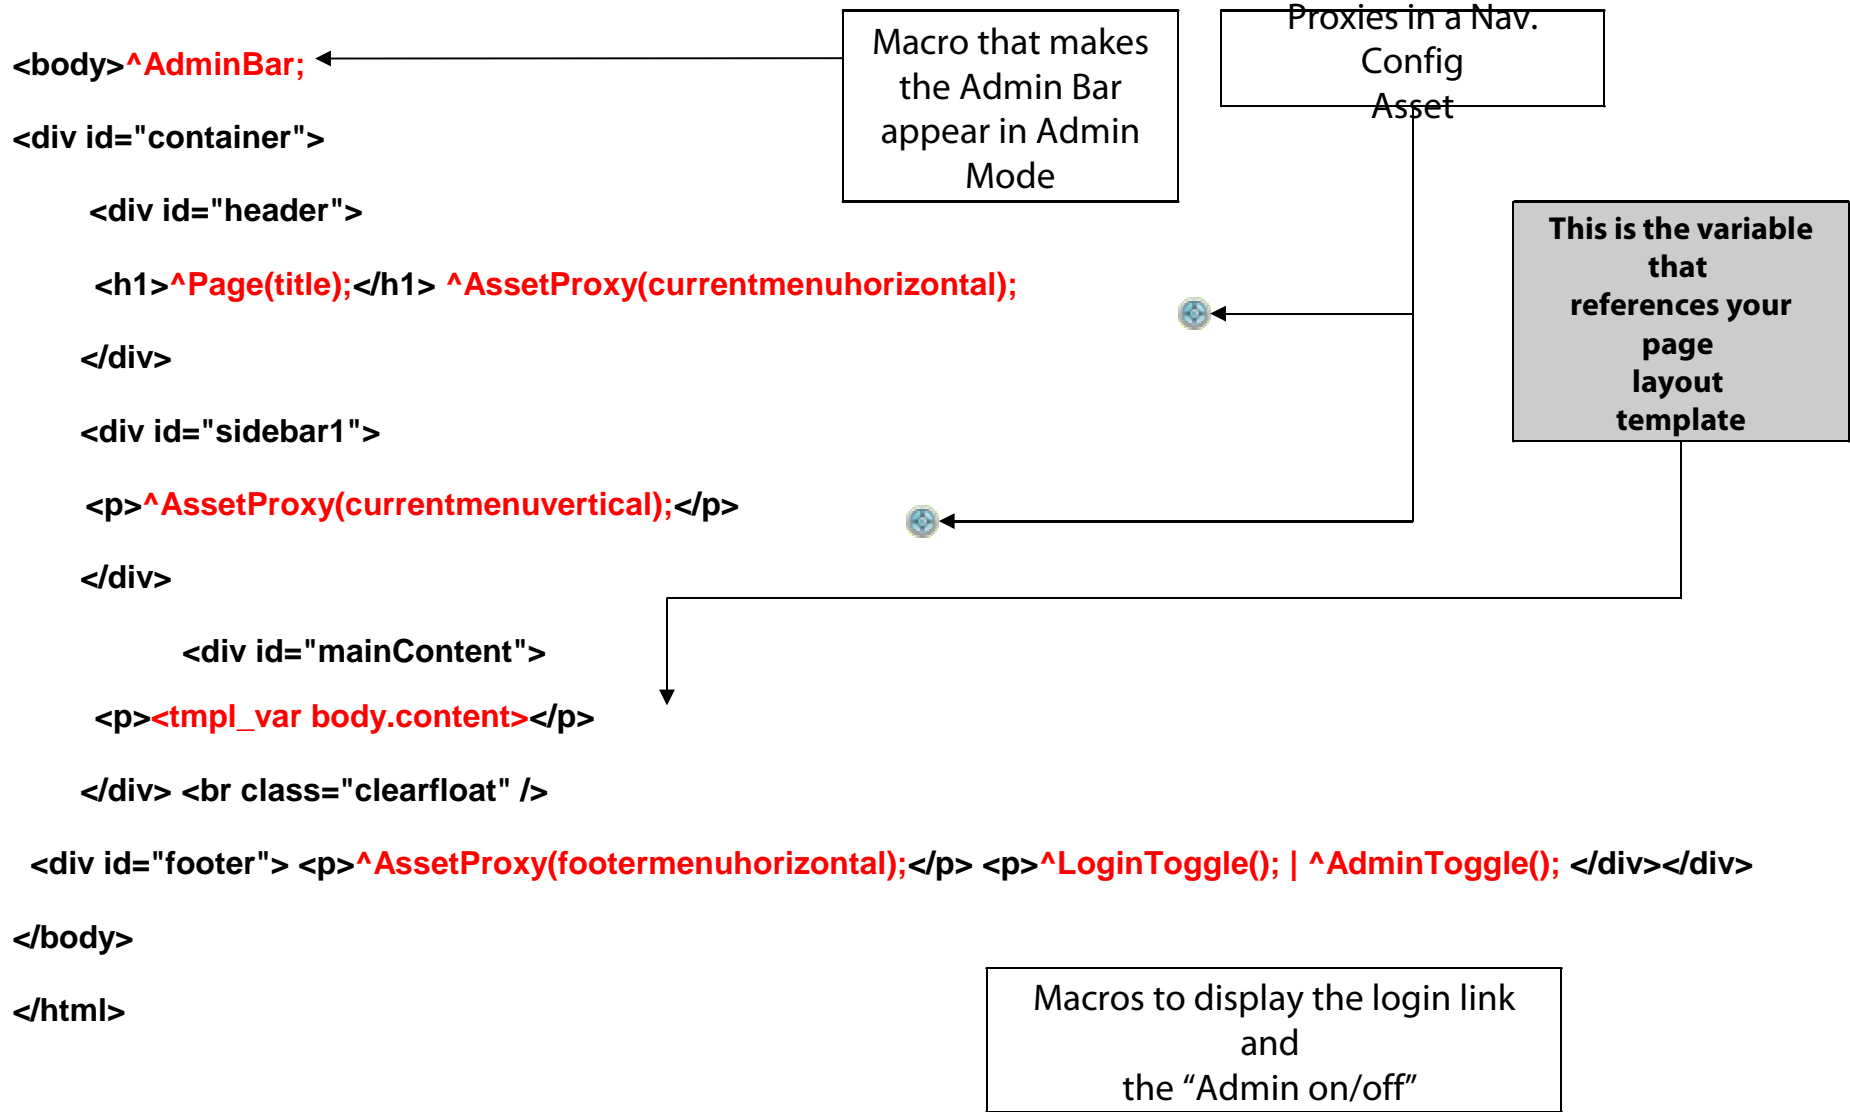 Proxies in a Nav.
Config
Asset
Macro that makes
the Admin Bar
appear in Admin
Mode
<body>^AdminBar;
<div id="container">
<div id="header">
<h1>^Page(title);</h1> ^AssetProxy(currentmenuhorizontal);
</div>
<div id="sidebar1">
<p>^AssetProxy(currentmenuvertical);</p>
</div>
This is the variable
that
references your
page
layout
template
<div id="mainContent">
<p><tmpl_var body.content></p>
</div> <br class="clearfloat" />
<div id="footer"> <p>^AssetProxy(footermenuhorizontal);</p> <p>^LoginToggle(); | ^AdminToggle(); </div></div>
</body>
</html>
Macros to display the login link
and
the “Admin on/off”